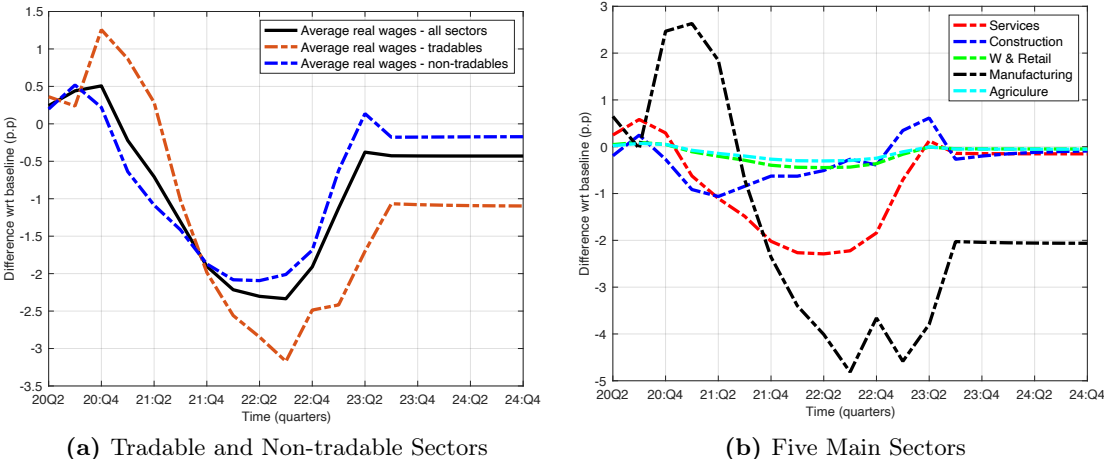 1.5
1
0.5
0
-0.5
-1
-1.5
-2
-2.5
-3
-3.5
Difference wrt baseline (p.p)
Average real wages - all sectors
Average real wages - tradables
Average real wages - non-tradables
20Q2 20:Q4 21:Q2 21:Q4 22:Q2 22:Q4 23:Q2 23:Q4 24:Q2 24:Q4
Time (quarters)
(a) Tradable and Non-tradable Sectors
3
2
1
0
-1
-2
-3
-4
-5
Difference wrt baseline (p.p)
Services
Construction
W & Retail
Manufacturing
Agriculure
20Q2 20:Q4 21:Q2 21:Q4 22:Q2 22:Q4 23:Q2 23:Q4 24:Q2 24:Q4
Time (quarters)
(b) Five Main Sectors